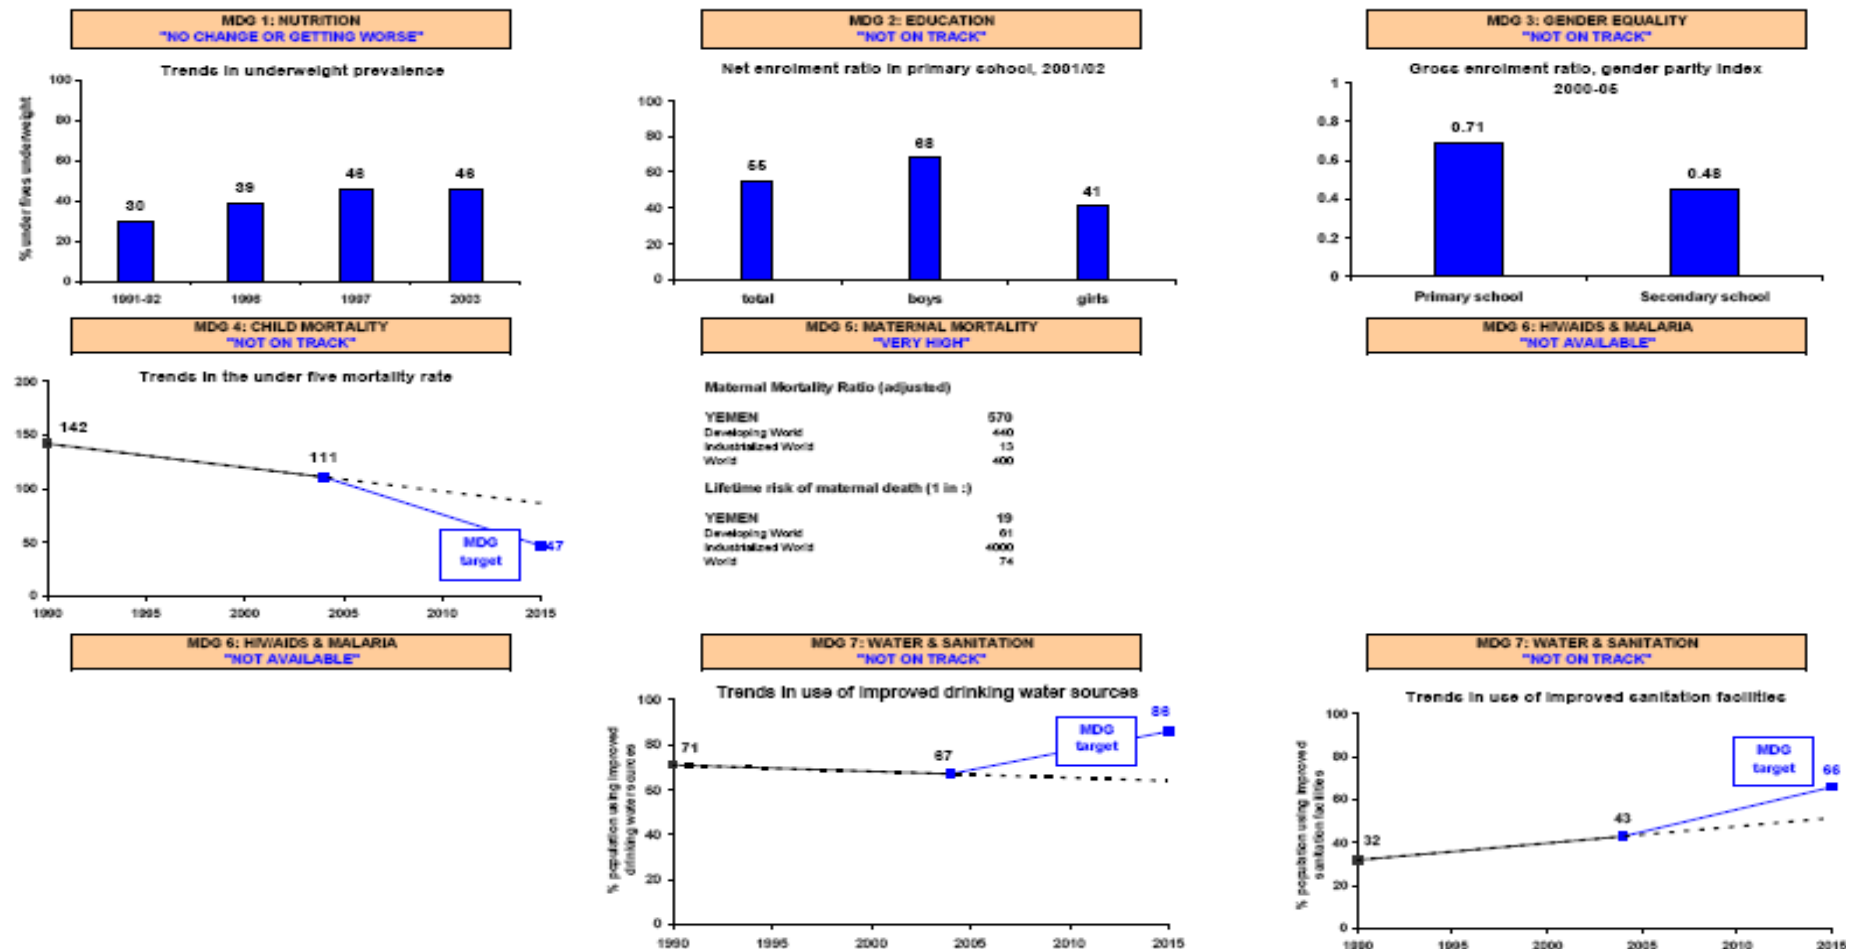 MDG 1: NUTRITION
"NO CHANGE OR GETTING WORSE"
Trends in underweight prevalence
% under fives underweight
100
80
60
40
20
0
30
39
46
46
1991-92
1996
1997
2003
MDG 2: EDUCATION
"NOT ON TRACK"
Net enrolment ratio in primary school, 2001/02
100
80
60
40
20
0
55
68
41
total
boys
girls
MDG 3: GENDER EQUALITY
"NOT ON TRACK"
Gross enrolment ratio, gender parity index
2000-05
1
0.8
0.6
0.4
0.2
0
0.71
0.48
Primary school
Secondary school
MDG 4: CHILD MORTALITY
"NOT ON TRACK"
Trends in the under five mortality rate
200
150
100
50
0
142
111
MDG
target
47
1990
1995
2000
2005
2010
2015
MDG 5: MATERNAL MORTALITY
"VERY HIGH"
Maternal Mortality Ratio (adjusted)
YEMEN 570
Developing World 440
Industrialized World 13
World 400
Lifetime risk of maternal death (1 in :)
YEMEN 19
Developing World 61
Industrialized World 4000
World 74
MDG 6: HIV/AIDS & MALARIA
"NOT AVAILABLE"
MDG 6: HIV/AIDS & MALARIA
"NOT AVAILABLE"
MDG 7: WATER & SANITATION
"NOT ON TRACK"
Trends in use of improved drinking water sources
% population using improved
drinking water sources
100
80
60
40
20
0
71
67
MDG
target
86
1990
1995
2000
2005
2010
2015
MDG 7: WATER & SANITATION
"NOT ON TRACK"
Trends in use of improved sanitation facilities
% population using improved
sanitation facilities
100
80
60
40
20
0
32
43
MDG
target
66
1990
1995
2000
2005
2010
2015